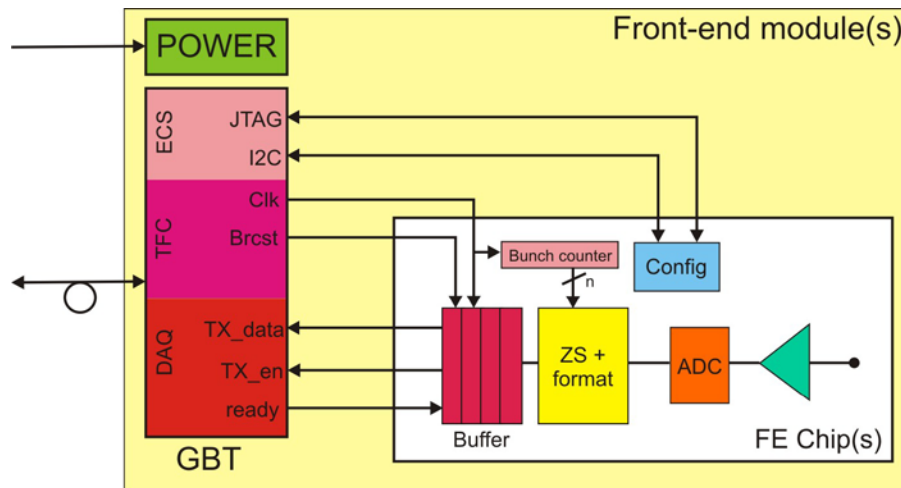 POWER
Front-end module(s)
ECS
JTAG
I2C
TFC
Clk
Brcst
Bunch counter
n
Config
DAQ
TX_data
TX_en
ready
ZS +
format
ADC
Buffer
FE Chip(s)
GBT